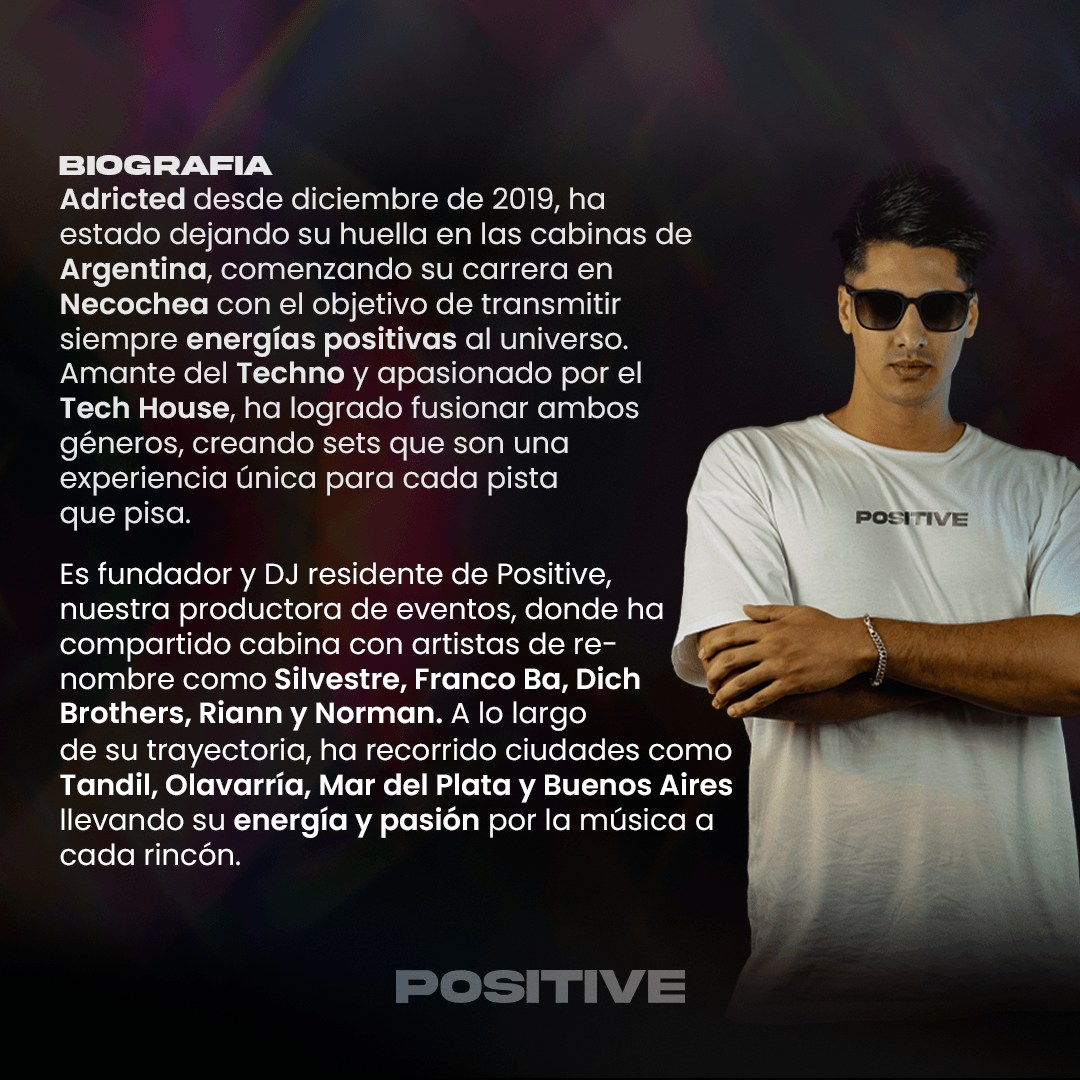 BIOGRAFIA
Adricted desde diciembre de 2019, ha
estado dejando su huella en las cabinas de
Argentina, comenzando su carrera en
Necochea con el objetivo de transmitir
siempre energías positivas al universo.
Amante del Techno y apasionado por el
Tech House, ha logrado fusionar ambos
géneros, creando sets que son una
experiencia única para cada pista
que pisa.
Es fundador y DJ residente de Positive,
nuestra productora de eventos, donde ha
compartido cabina con artistas de re-
nombre como Silvestre, Franco Ba, Dich
Brothers, Riann y Norman. A lo largo
de su trayectoria, ha recorrido ciudades como
Tandil, Olavarría, Mar del Plata y Buenos Aires
llevando su energía y pasión por la música a
cada rincón.
POSITIVE
POSITIVE